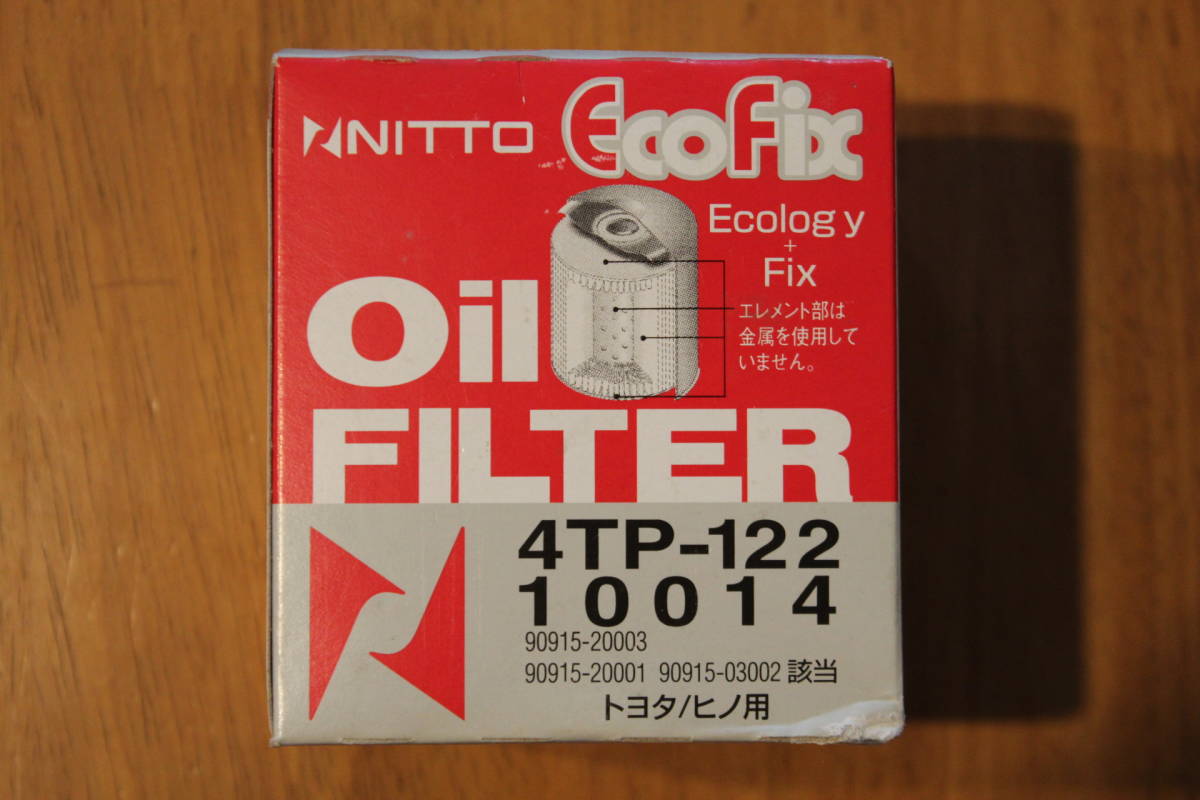 NITTO EcoFix
Ecology
+
Fix
エレメント部は
金属を使用して
いません。
Oil
FILTER
4TP-122
10014
90915-20003
90915-20001 90915-03002 該当
トヨタ/ヒノ用